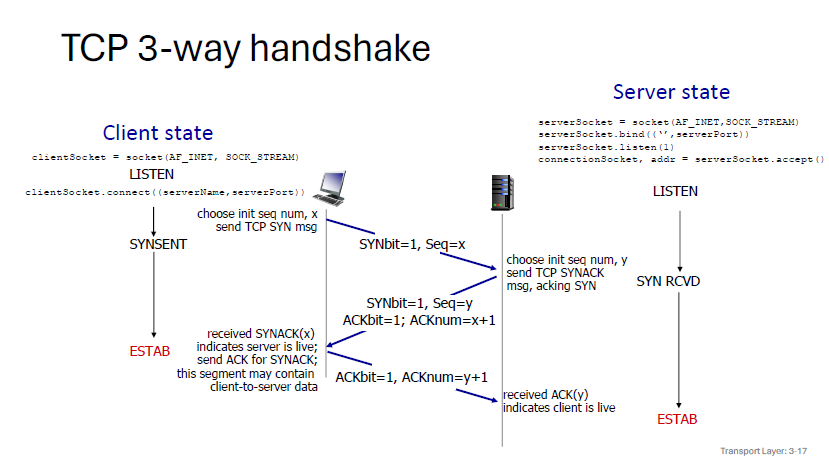 TCP 3-way handshake
Server state
serverSocket = socket(AF_INET,SOCK_STREAM)
serverSocket.bind((‘’,serverPort))
serverSocket.listen(1)
connectionSocket, addr = serverSocket.accept()
Client state
clientSocket = socket(AF_INET, SOCK_STREAM)
LISTEN
clientSocket.connect((serverName,serverPort))
LISTEN
choose init seq num, x
send TCP SYN msg
SYNSENT
SYNbit=1, Seq=x
choose init seq num, y
send TCP SYNACK
msg, acking SYN
SYN RCVD
SYNbit=1, Seq=y
ACKbit=1; ACKnum=x+1
received SYNACK(x)
indicates server is live;
send ACK for SYNACK;
this segment may contain
client-to-server data
ESTAB
ACKbit=1, ACKnum=y+1
received ACK(y)
indicates client is live
ESTAB
Transport Layer: 3-17